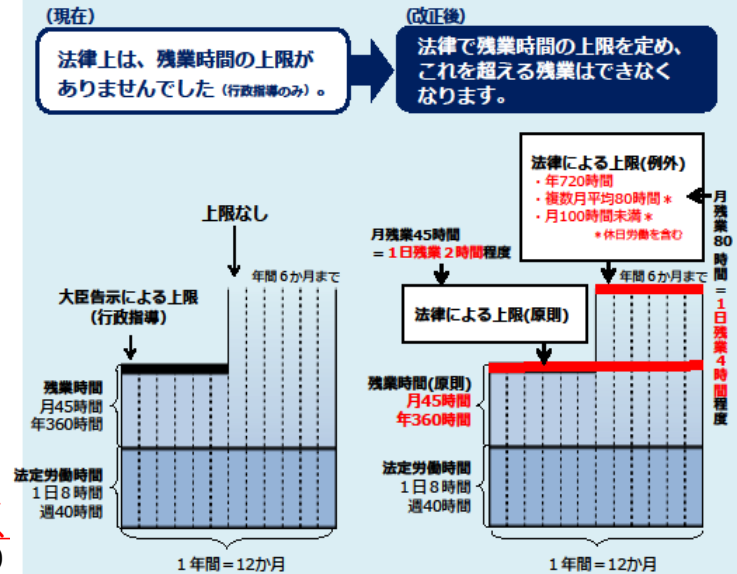 (現在)
法律上は、残業時間の上限が
ありませんでした(行政指導のみ)。
(改正後)
法律で残業時間の上限を定め、
これを超える残業はできなく
なります。
上限なし
年間6か月まで
大臣告示による上限
(行政指導)
残業時間
月45時間
年360時間
法定労働時間
1日8時間
週40時間
1年間=12か月
法律による上限(例外)
・年720時間
・複数月平均80時間*
・月100時間未満*
*休日労働を含む
月残業45時間
=1日残業2時間程度
年間6か月まで
月残業80時間=1日残業4時間程度
法律による上限(原則)
残業時間(原則)
月45時間
年360時間
法定労働時間
1日8時間
週40時間
1年間=12か月